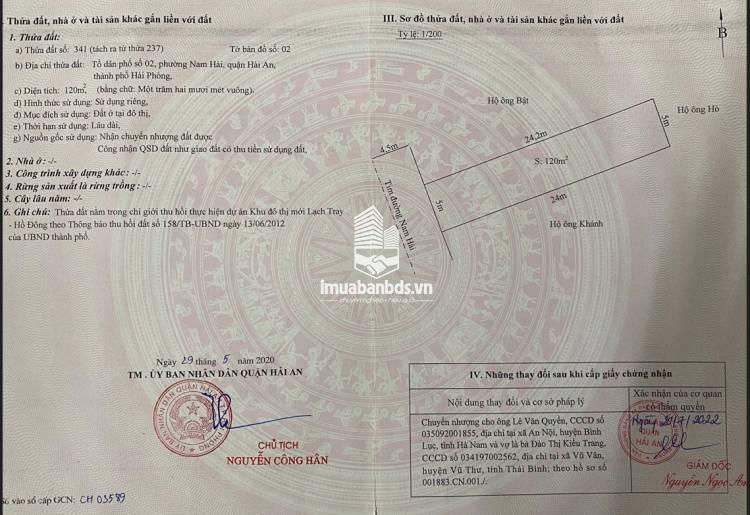 Thửa đất, nhà ở và tài sản khác gắn liền với đất
1. Thửa đất:
a) Thửa đất số: 341 (tách ra từ thửa 237) Tờ bản đồ số: 02
b) Địa chỉ thửa đất: Tổ dân phố số 02, phường Nam Hải, quận Hải An,
thành phố Hải Phòng,
c) Diện tích: 120m² (bằng chữ: Một trăm hai mươi mét vuông).
d) Hình thức sử dụng: Sử dụng riêng,
đ) Mục đích sử dụng: Đất ở tại đô thị,
e) Thời hạn sử dụng: Lâu dài,
g) Nguồn gốc sử dụng: Nhận chuyển nhượng đất được
Công nhận QSD đất như giao đất có thu tiền sử dụng đất,
2. Nhà ở: -/-
3. Công trình xây dựng khác: -/-
4. Rừng sản xuất là rừng trồng: -/-
5. Cây lâu năm: -/-
6. Ghi chú: Thửa đất nằm trong chỉ giới thu hồi thực hiện dự án Khu đô thị mới Lạch Tray
- Hồ Đông theo Thông báo thu hồi đất số 158/TB-UBND ngày 13/06/2012
của UBND thành phố.
Ngày 29 tháng 5 năm 2020
TM. ỦY BAN NHÂN DÂN QUẬN HẢI AN
CHỦ TỊCH
NGUYỄN CÔNG HÂN
Số vào sổ cấp GCN: CH 03589
III. Sơ đồ thửa đất, nhà ở và tài sản khác gắn liền với đất
Tỷ lệ: 1/200
B
Hộ ông Bật
Hộ ông Hò
4,5m
24,2m
5m
S: 120m²
5m
24m
Tim đường Nam Hải
Hộ ông Khánh
imuabanbds.vn
chuyên nghiệp - hiệu quả
IV. Những thay đổi sau khi cấp giấy chứng nhận
Nội dung thay đổi và cơ sở pháp lý
Xác nhận của cơ quan
có thẩm quyền
Chuyển nhượng cho ông Lê Văn Quyền, CCCD số
035092001855, địa chỉ tại xã An Nội, huyện Bình
Lục, tỉnh Hà Nam và vợ là bà Đào Thị Kiều Trang,
CCCD số 034197002562, địa chỉ tại xã Vũ Vân,
huyện Vũ Thư, tỉnh Thái Bình; theo hồ sơ số
001883.CN.001./.
HẢI AN
GIÁM ĐỐC
Nguyễn Ngọc